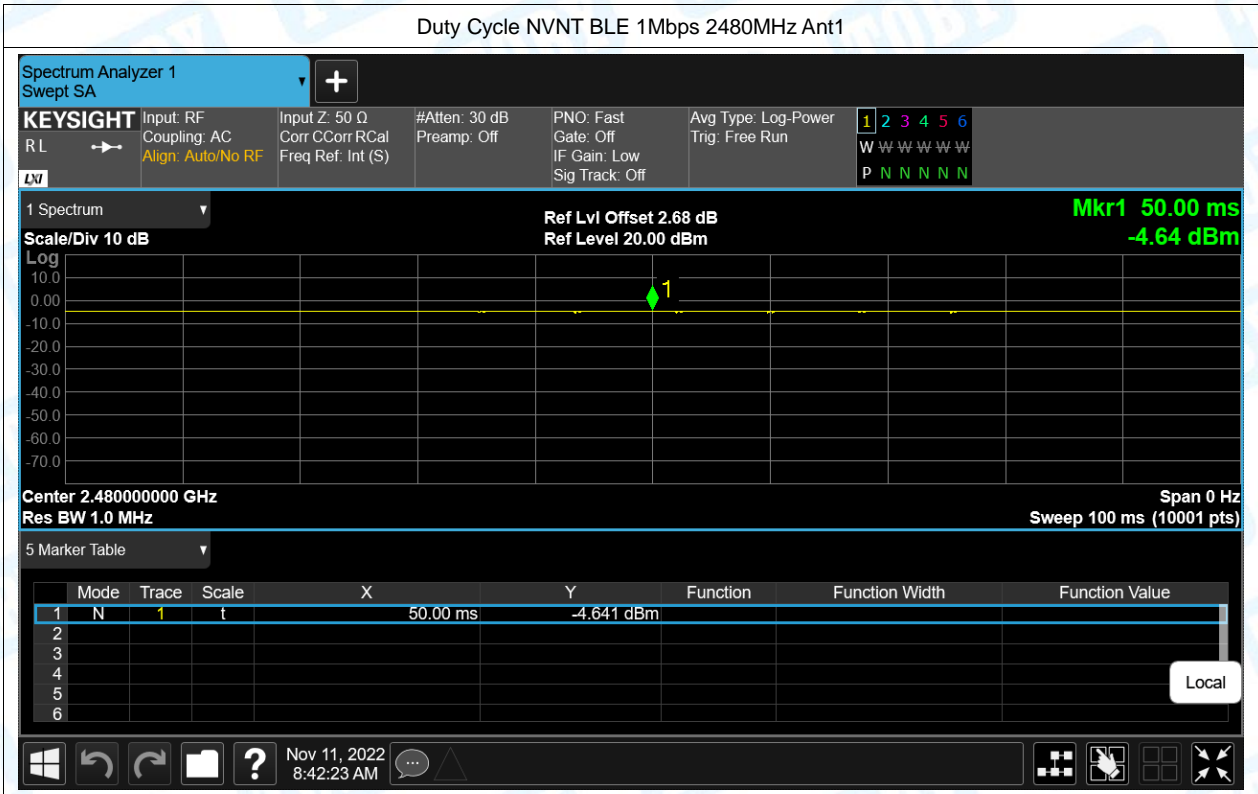 Duty Cycle NVNT BLE 1Mbps 2480MHz Ant1
Spectrum Analyzer 1
Swept SA
KEYSIGHT Input: RF Input Z: 50 Ω #Atten: 30 dB PNO: Fast Avg Type: Log-Power 1 2 3 4 5 6
R L Coupling: AC Corr CCorr RCal Preamp: Off Gate: Off Trig: Free Run W W W W W W
Align: Auto/No RF Freq Ref: Int (S) IF Gain: Low
LXI Sig Track: Off P N N N N N
1 Spectrum Ref Lvl Offset 2.68 dB Mkr1 50.00 ms
Scale/Div 10 dB Ref Level 20.00 dBm -4.64 dBm
Log
10.0
1
0.00
-10.0
-20.0
-30.0
-40.0
-50.0
-60.0
-70.0
Center 2.480000000 GHz Span 0 Hz
Res BW 1.0 MHz Sweep 100 ms (10001 pts)
5 Marker Table
Mode Trace Scale X Y Function Function Width Function Value
1 N 1 t 50.00 ms -4.641 dBm
2
3
4
5
6
Local
? Nov 11, 2022
8:42:23 AM